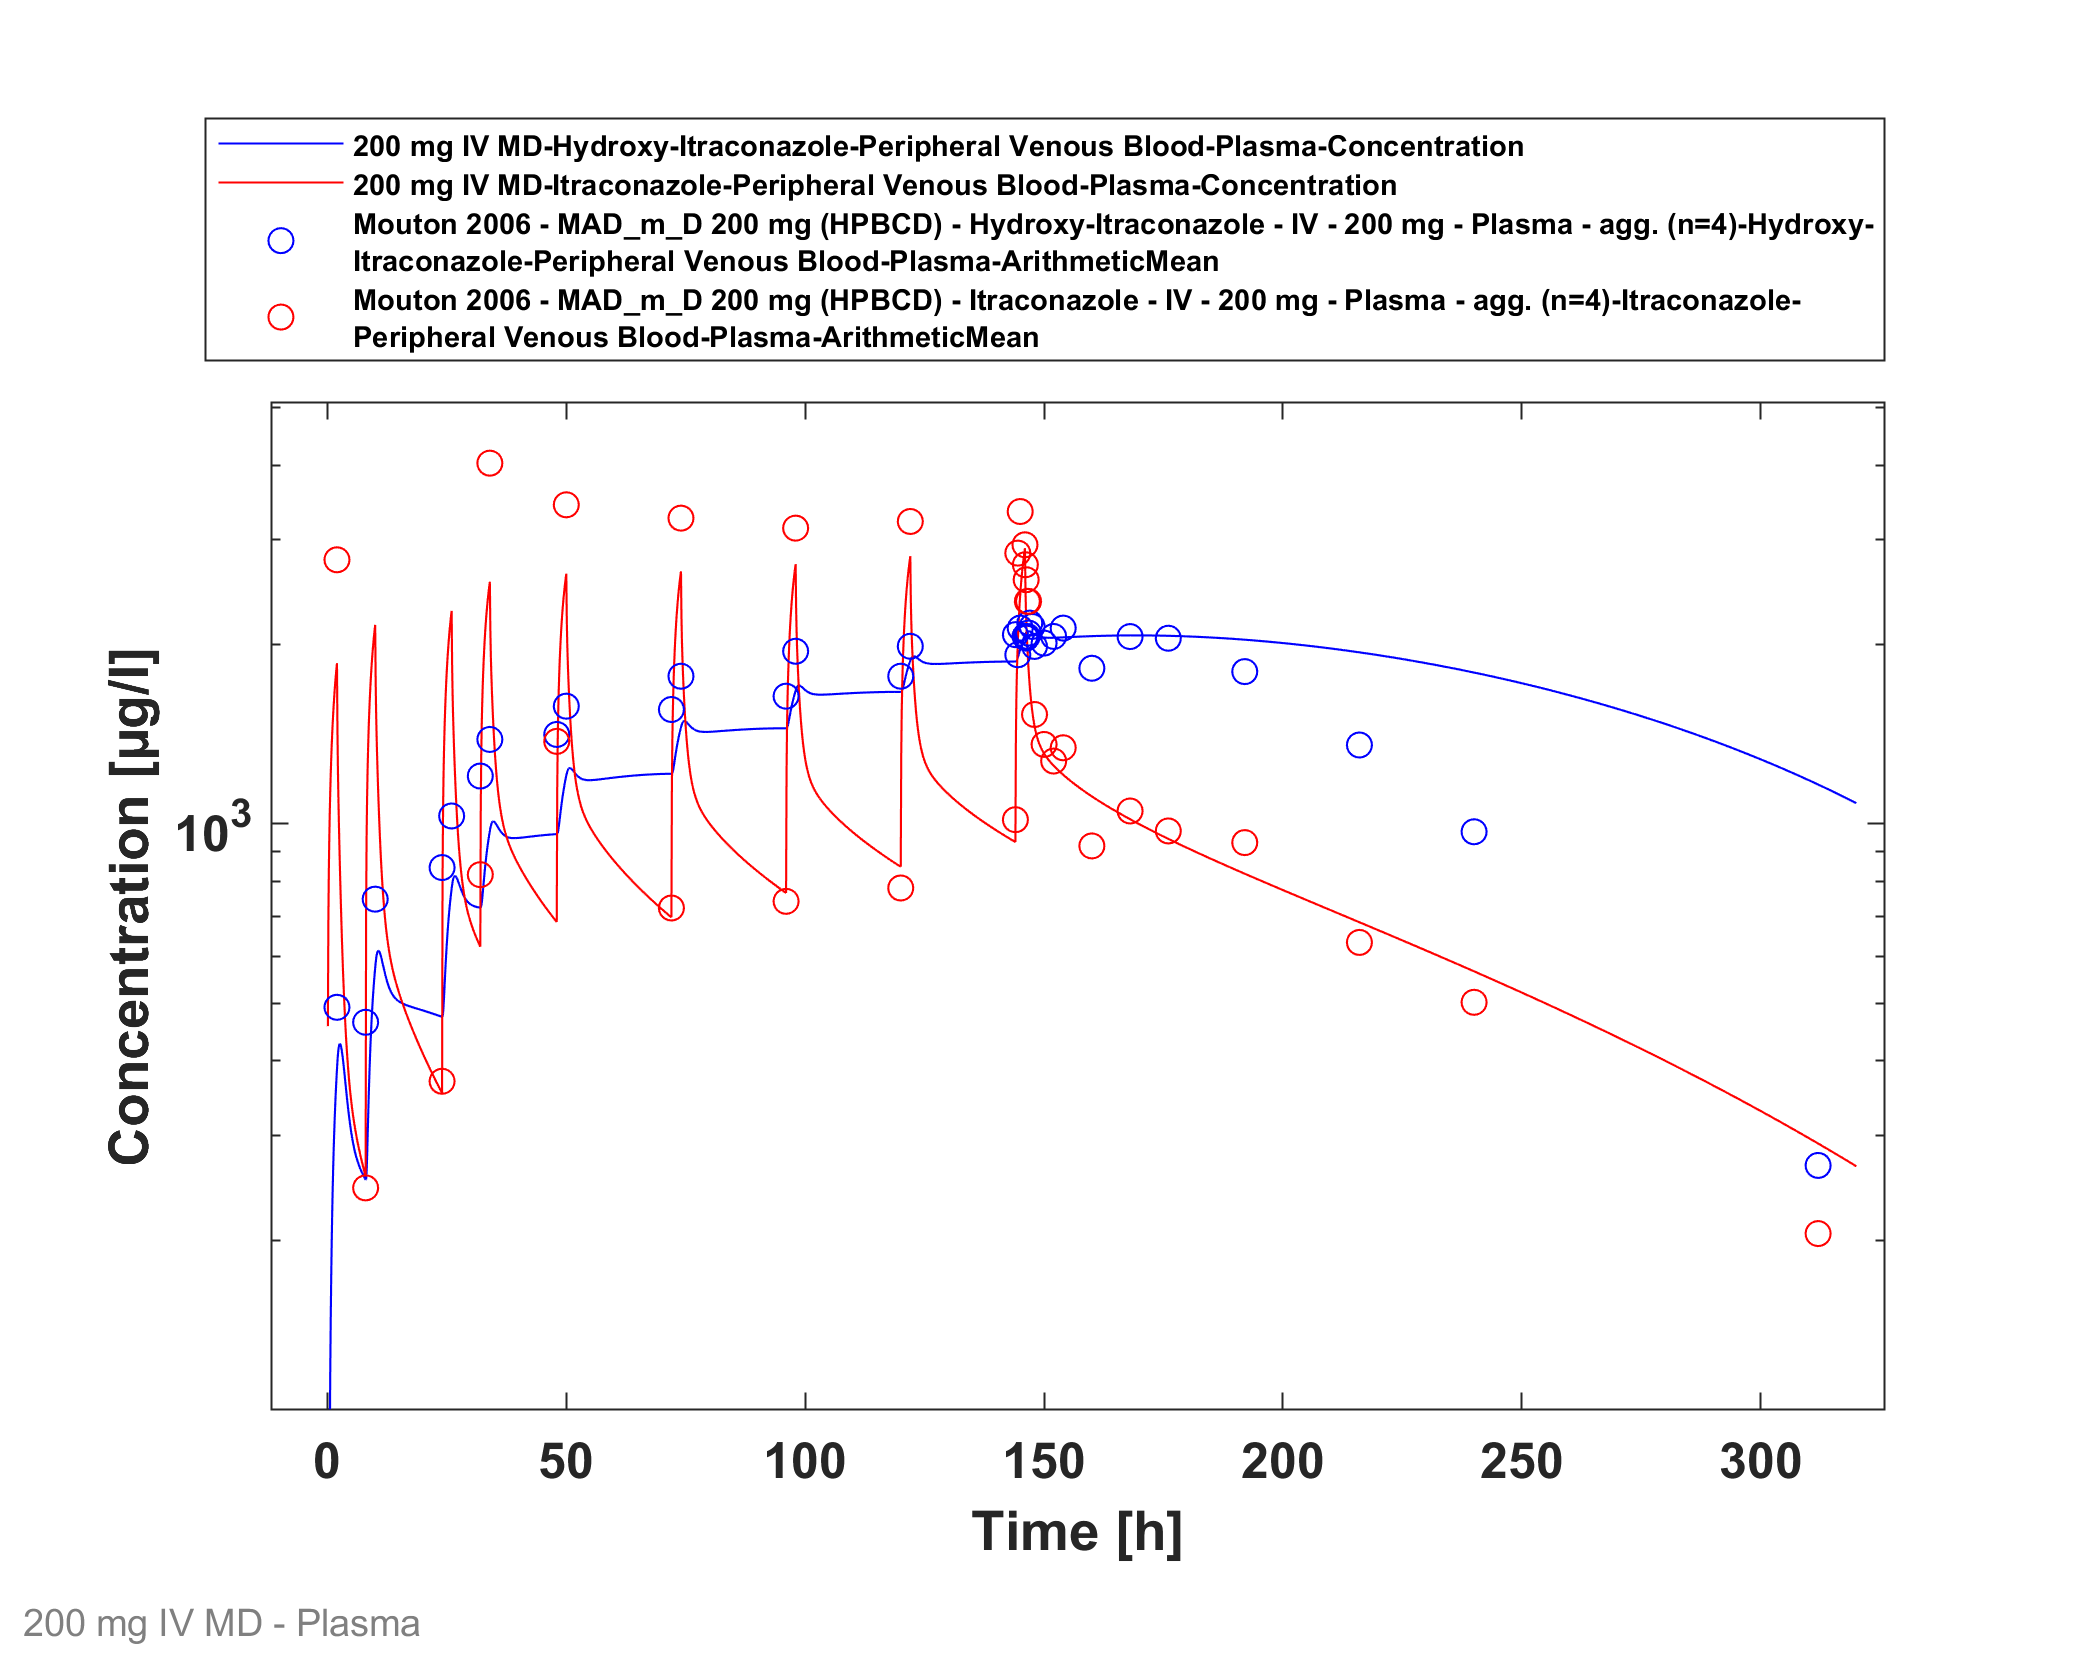 200 mg IV MD-Hydroxy-Itraconazole-Peripheral Venous Blood-Plasma-Concentration
200 mg IV MD-Itraconazole-Peripheral Venous Blood-Plasma-Concentration
Mouton 2006 - MAD_m_D 200 mg (HPBCD) - Hydroxy-Itraconazole - IV - 200 mg - Plasma - agg. (n=4)-Hydroxy-
Itraconazole-Peripheral Venous Blood-Plasma-ArithmeticMean
Mouton 2006 - MAD_m_D 200 mg (HPBCD) - Itraconazole - IV - 200 mg - Plasma - agg. (n=4)-Itraconazole-
Peripheral Venous Blood-Plasma-ArithmeticMean
Concentration [µg/l]
10³
0 50 100 150 200 250 300
Time [h]
200 mg IV MD - Plasma